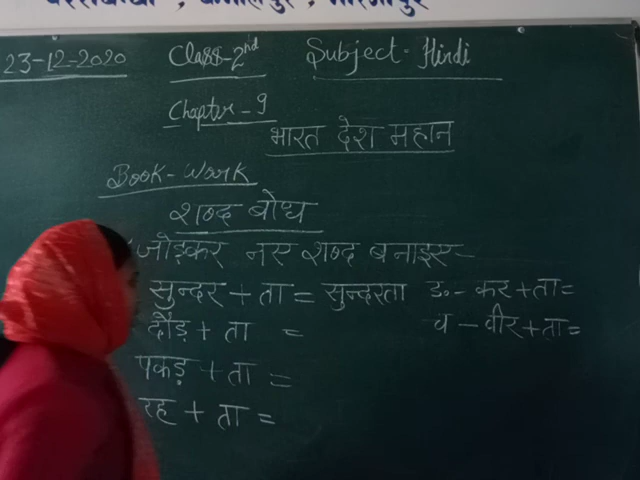 23-12-2020 Class-2nd Subject-Hindi
Chapter-9
भारत देश महान
Book-Work
शब्द बोध
जोड़कर नए शब्द बनाइए-
सुन्दर + ता = सुन्दरता ड.- कर + ता =
दौड़ + ता = च - वीर + ता =
पकड़ + ता =
रह + ता =